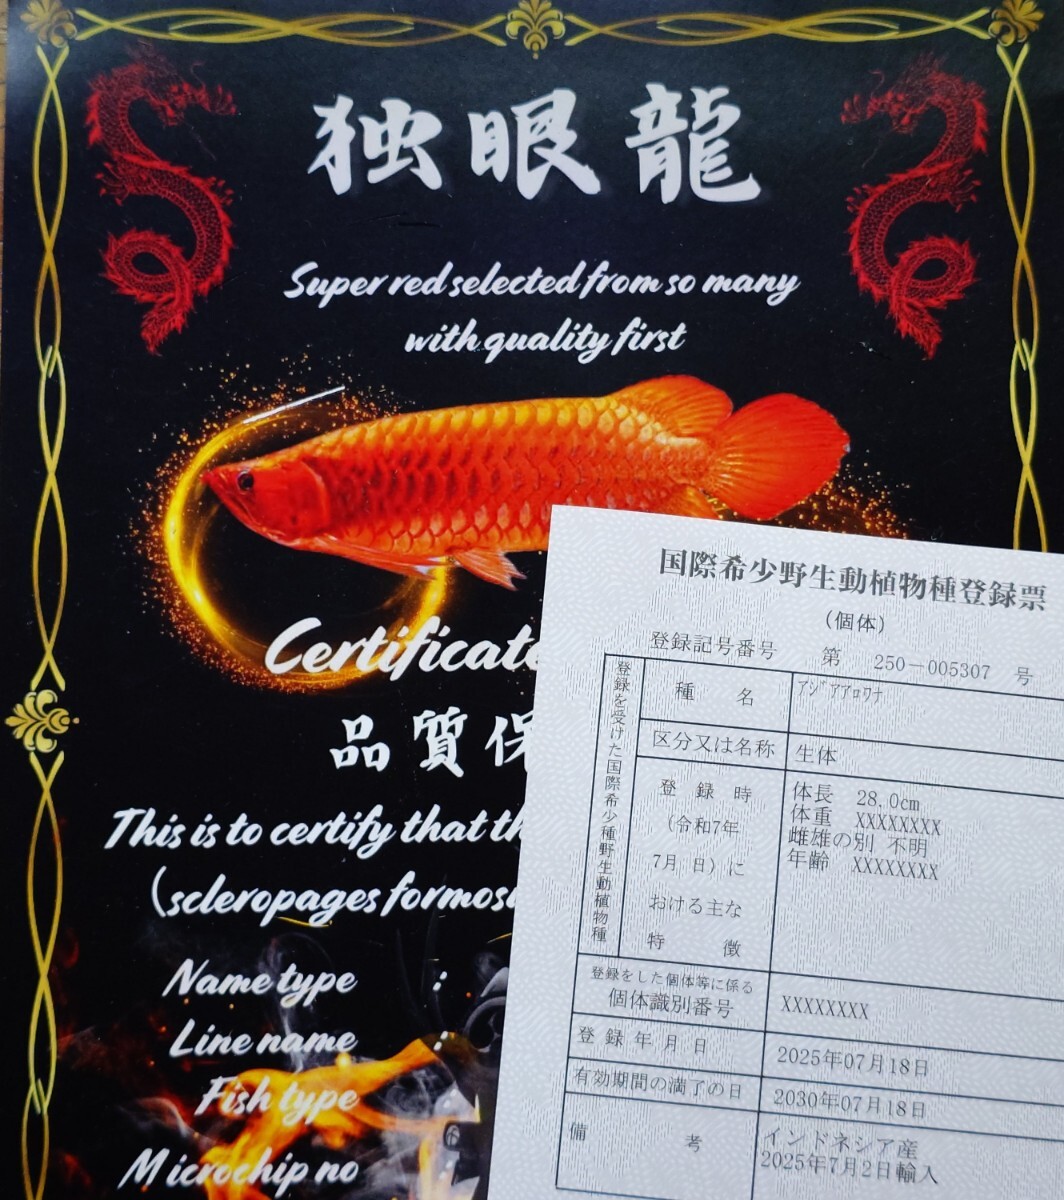 独眼龍
Super red selected from so many
with quality first
Certificate
品質保
This is to certify that th
(scleropages formos
Name type :
Line name :
Fish type :
Microchip no :
国際希少野生動植物種登録票
(個体)
登録記号番号 第 250-005307 号
登録を受けた国際希少種野生動植物種
種名 アジアアロワナ
区分又は名称 生体
登録時
(令和7年
7月 日)に
おける主な
特徴
体長 28.0cm
体重 XXXXXXXX
雌雄の別 不明
年齢 XXXXXXXX
登録をした個体等に係る
個体識別番号 XXXXXXXX
登録年月日 2025年07月18日
有効期間の満了の日 2030年07月18日
備考 インドネシア産
2025年7月2日輸入